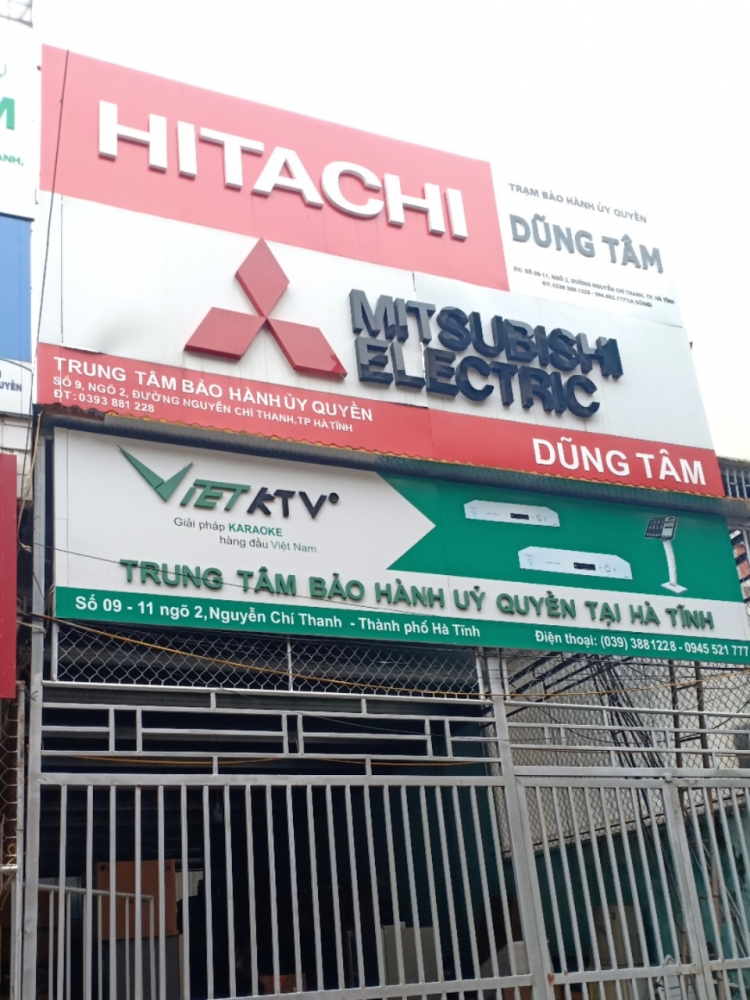 HITACHI
TRẠM BẢO HÀNH ỦY QUYỀN
DŨNG TÂM
MITSUBISHI
ELECTRIC
TRUNG TÂM BẢO HÀNH ỦY QUYỀN
SỐ 9, NGÕ 2, ĐƯỜNG NGUYỄN CHÍ THANH, TP HÀ TĨNH
ĐT: 0393 881 228
DŨNG TÂM
VIETKTV
Giải pháp KARAOKE
hàng đầu Việt Nam
TRUNG TÂM BẢO HÀNH UỶ QUYỀN TẠI HÀ TĨNH
Số 09 - 11 ngõ 2, Nguyễn Chí Thanh - Thành phố Hà Tĩnh
Điện thoại: (039) 3881228 - 0945 521 777